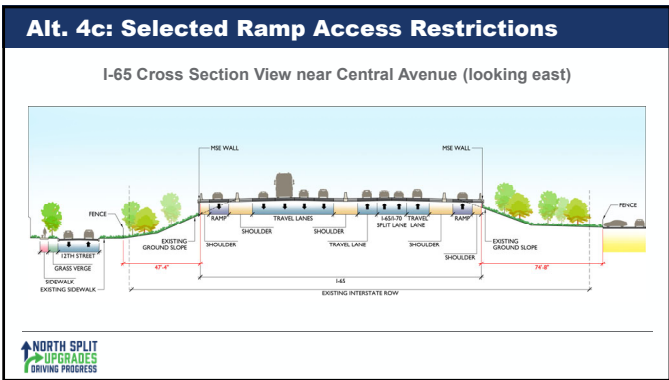 Alt. 4c: Selected Ramp Access Restrictions
I-65 Cross Section View near Central Avenue (looking east)
MSE WALL
MSE WALL
FENCE
FENCE
RAMP
TRAVEL LANES
I-65/I-70
SPLIT LANE
TRAVEL
LANE
RAMP
SHOULDER
SHOULDER
SHOULDER
TRAVEL LANE
SHOULDER
SHOULDER
EXISTING
GROUND SLOPE
EXISTING
GROUND SLOPE
12TH STREET
GRASS VERGE
SIDEWALK
EXISTING SIDEWALK
47'-4"
74'-8"
I-65
EXISTING INTERSTATE ROW
NORTH SPLIT
UPGRADES
DRIVING PROGRESS